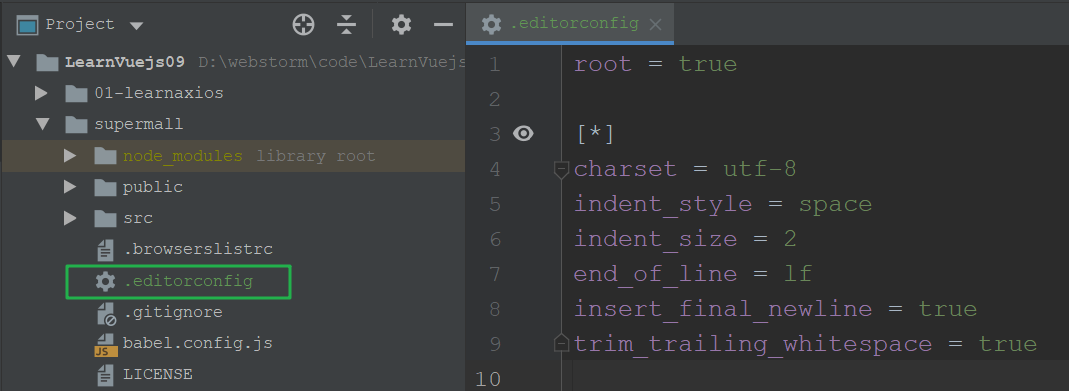 Project
LearnVuejs09 D:\webstorm\code\LearnVuejs
01-learnaxios
supermall
node_modules library root
public
src
.browserslistrc
.editorconfig
.gitignore
babel.config.js
JS
LICENSE
.editorconfig
1 root = true
2
3 [*]
4 charset = utf-8
5 indent_style = space
6 indent_size = 2
7 end_of_line = lf
8 insert_final_newline = true
9 trim_trailing_whitespace = true
10